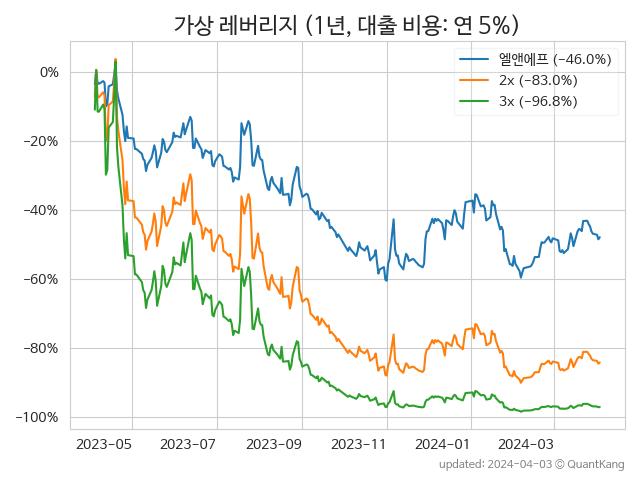 가상 레버리지 (1년, 대출 비용: 연 5%)
엘앤에프 (−46.0%)
2x (−83.0%)
3x (−96.8%)
0%
−20%
−40%
−60%
−80%
−100%
2023-05 2023-07 2023-09 2023-11 2024-01 2024-03
updated: 2024-04-03 © QuantKang